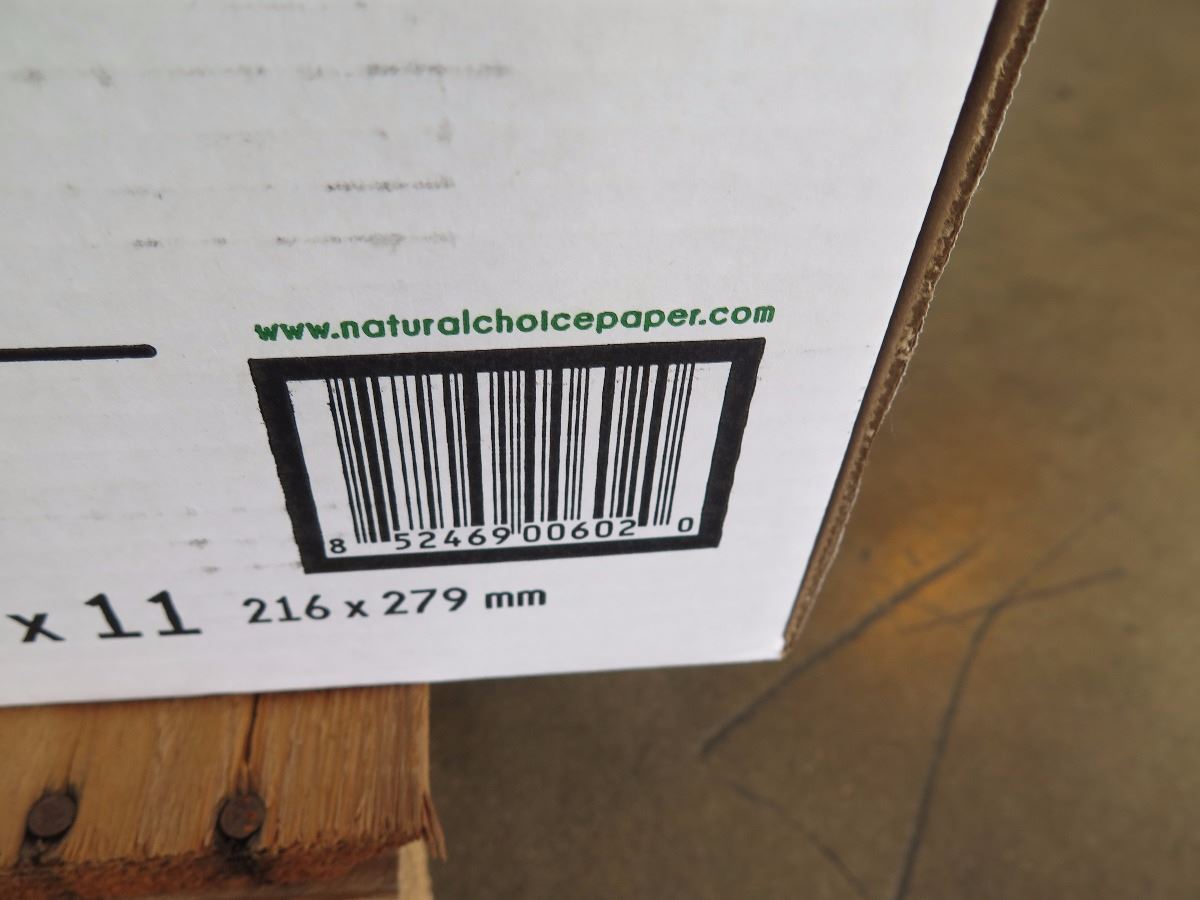 www.naturalchoicepaper.com
8 52469 00602 0
x 11 216 x 279 mm